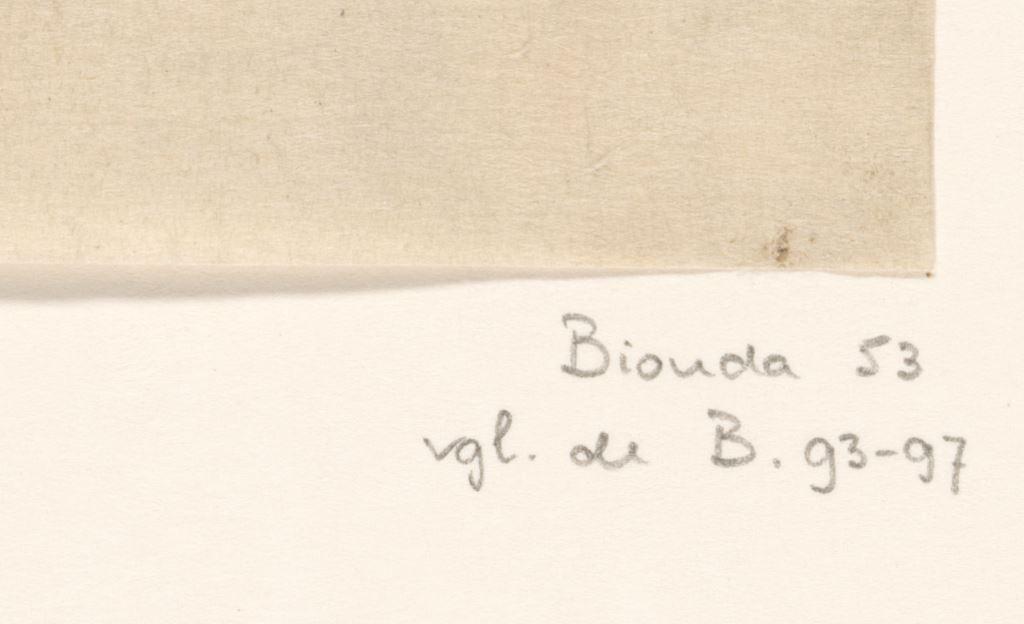 Bionda 53
vgl. de B. 93-97